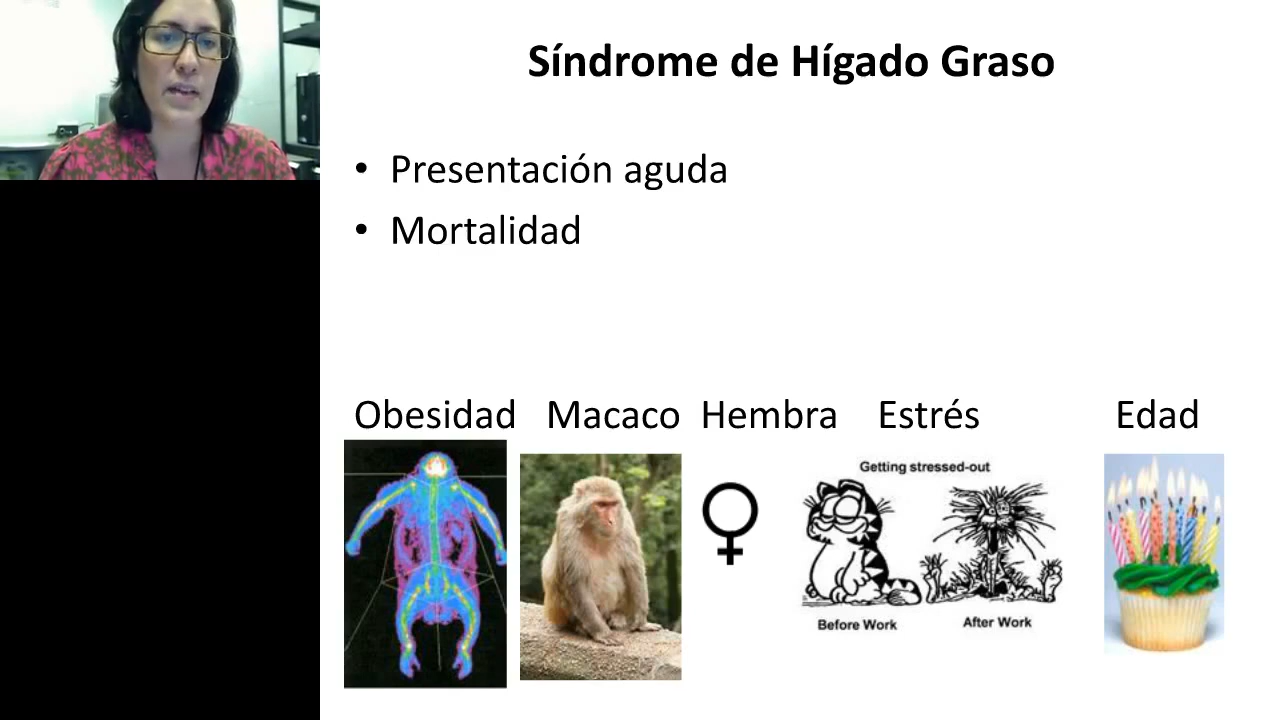 Síndrome de Hígado Graso
• Presentación aguda
• Mortalidad
Obesidad Macaco Hembra Estrés Edad
Getting stressed-out
Before Work After Work